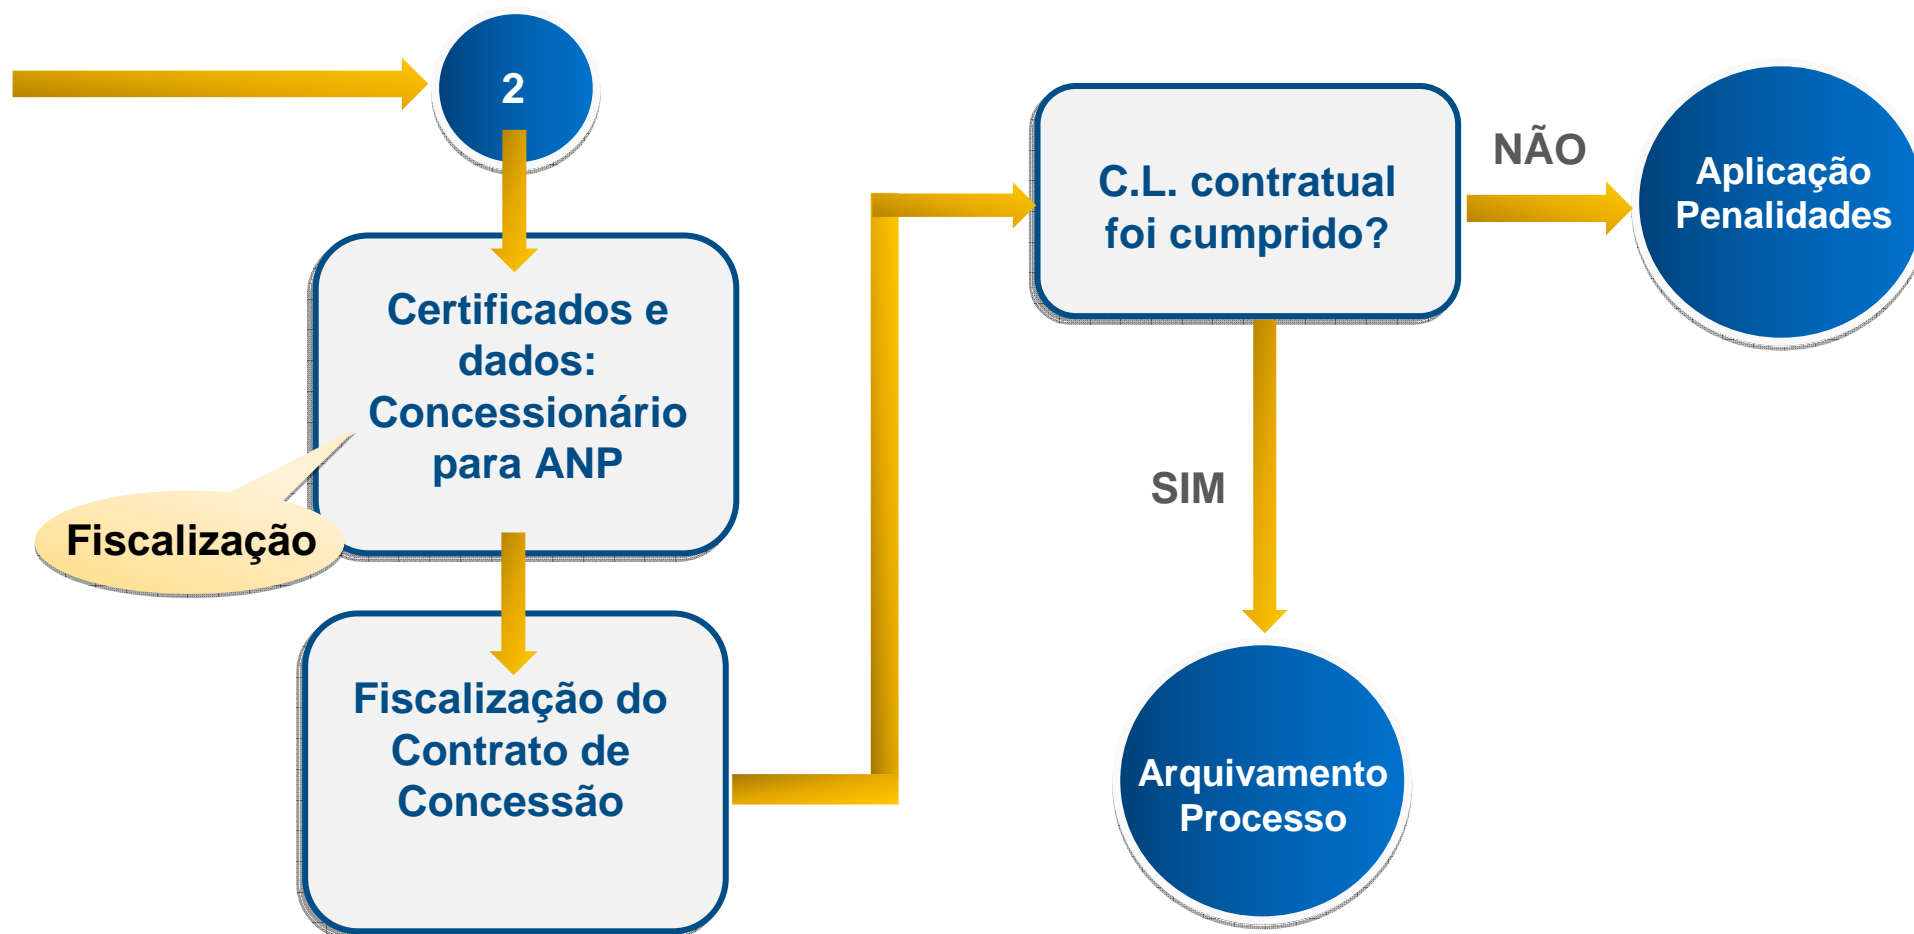 2
Certificados e
dados:
Concessionário
para ANP
Fiscalização
Fiscalização do
Contrato de
Concessão
C.L. contratual
foi cumprido?
NÃO
Aplicação
Penalidades
SIM
Arquivamento
Processo